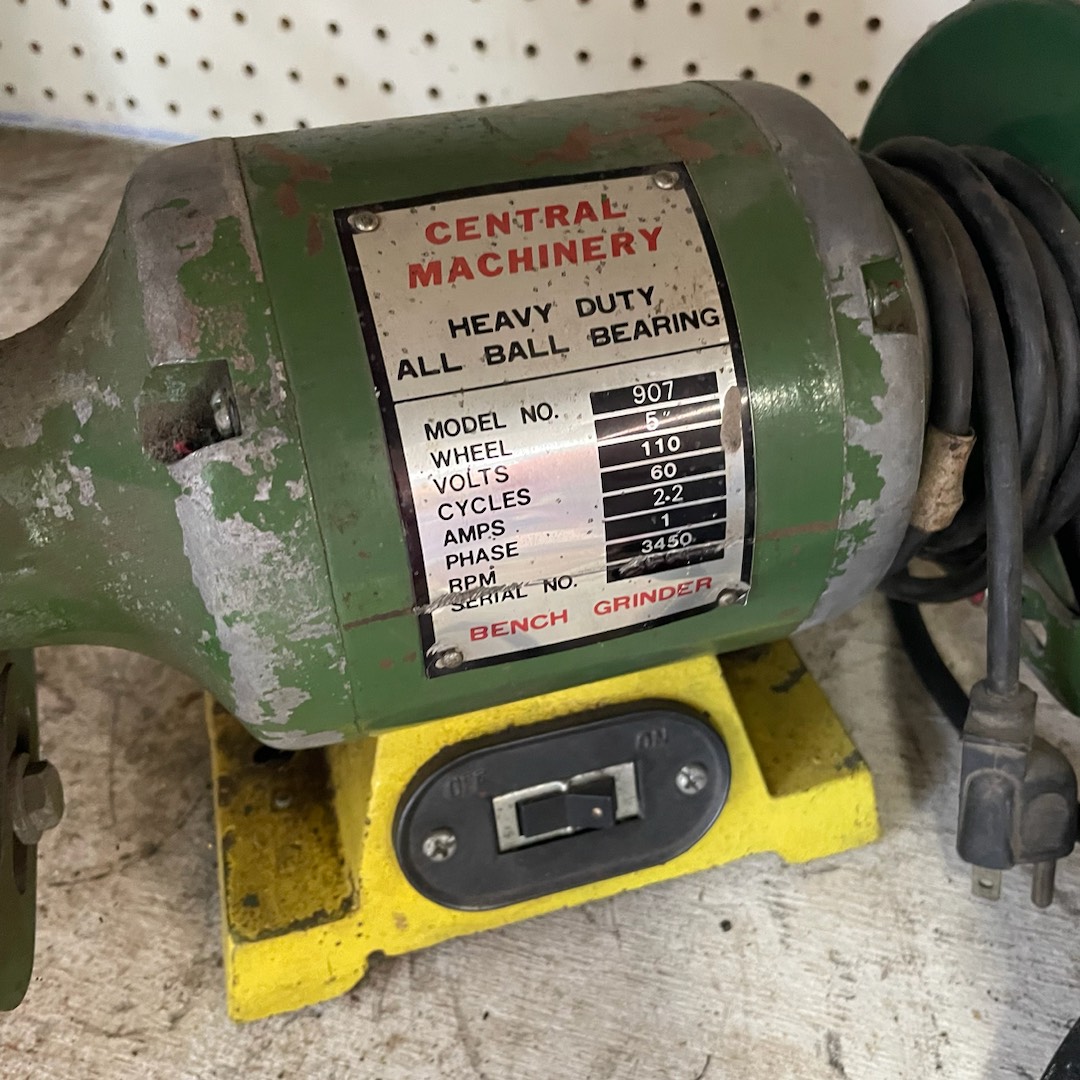 CENTRAL
MACHINERY
HEAVY DUTY
ALL BALL BEARING
MODEL NO. 907
WHEEL 5"
VOLTS 110
CYCLES 60
AMPS 2.2
PHASE 1
RPM 3450
SERIAL NO.
BENCH GRINDER
OFF ON